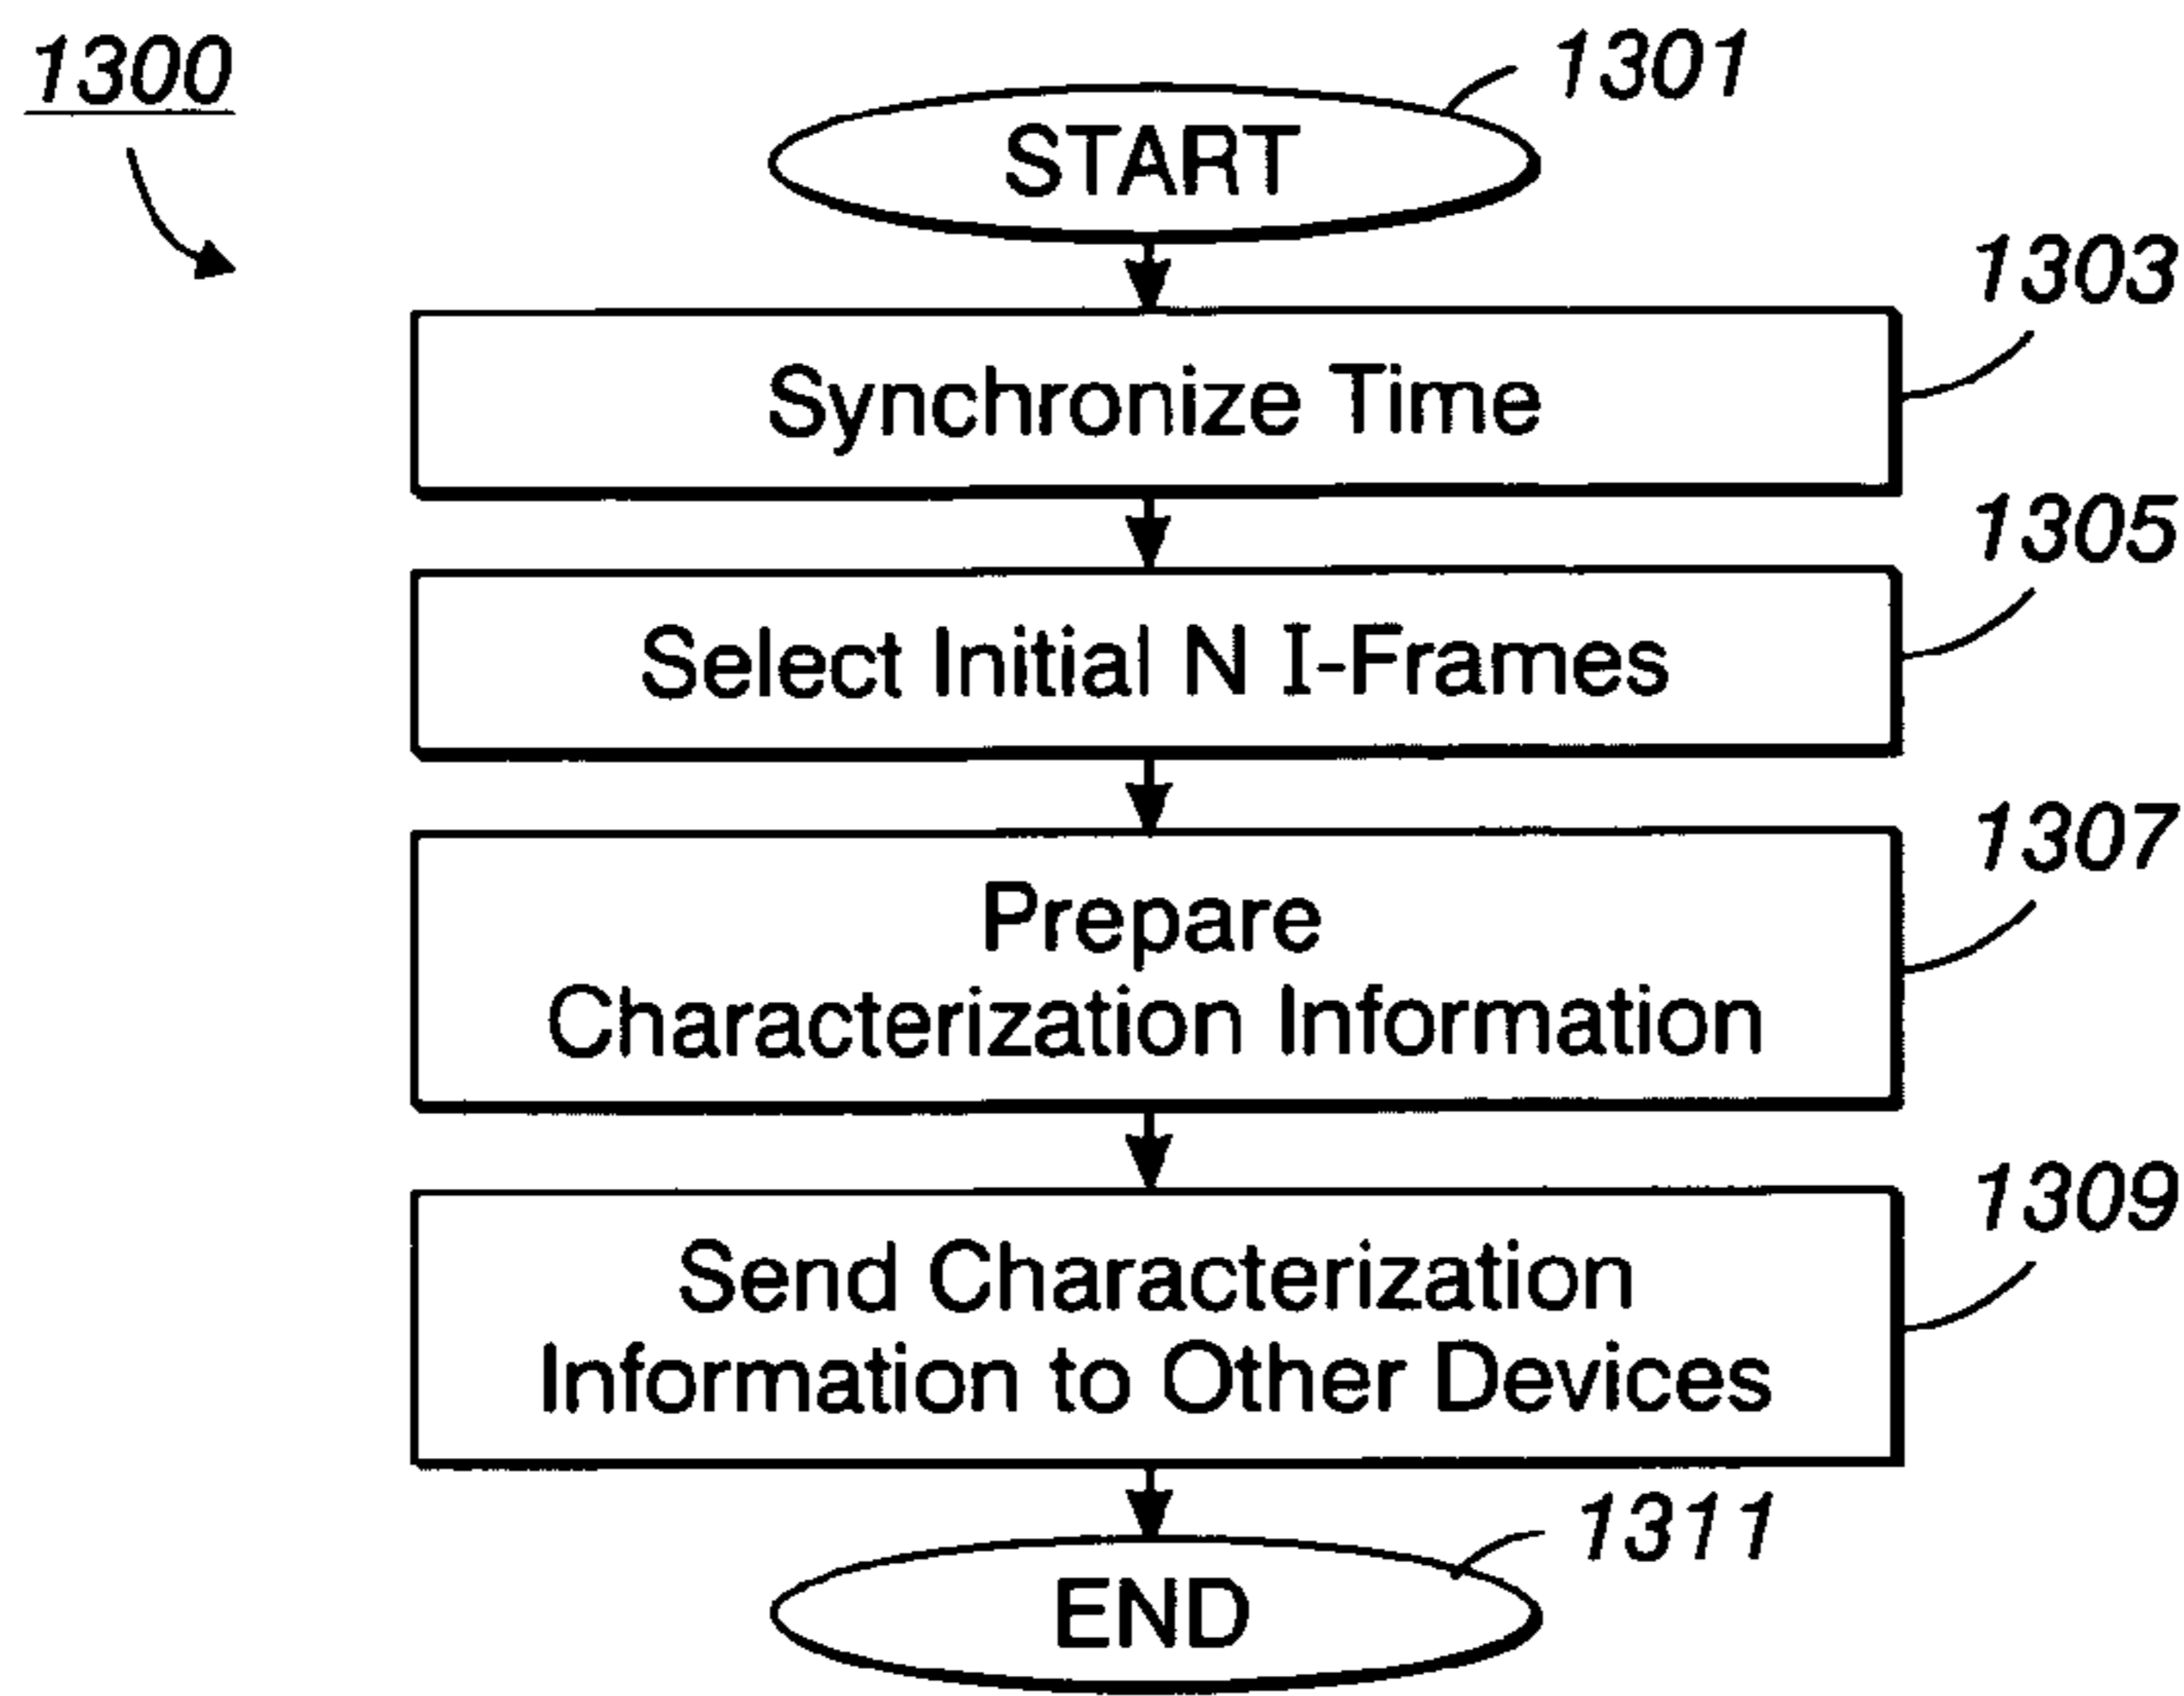 1300
1301
START
1303
Synchronize Time
1305
Select Initial N I-Frames
1307
Prepare
Characterization Information
1309
Send Characterization
Information to Other Devices
1311
END